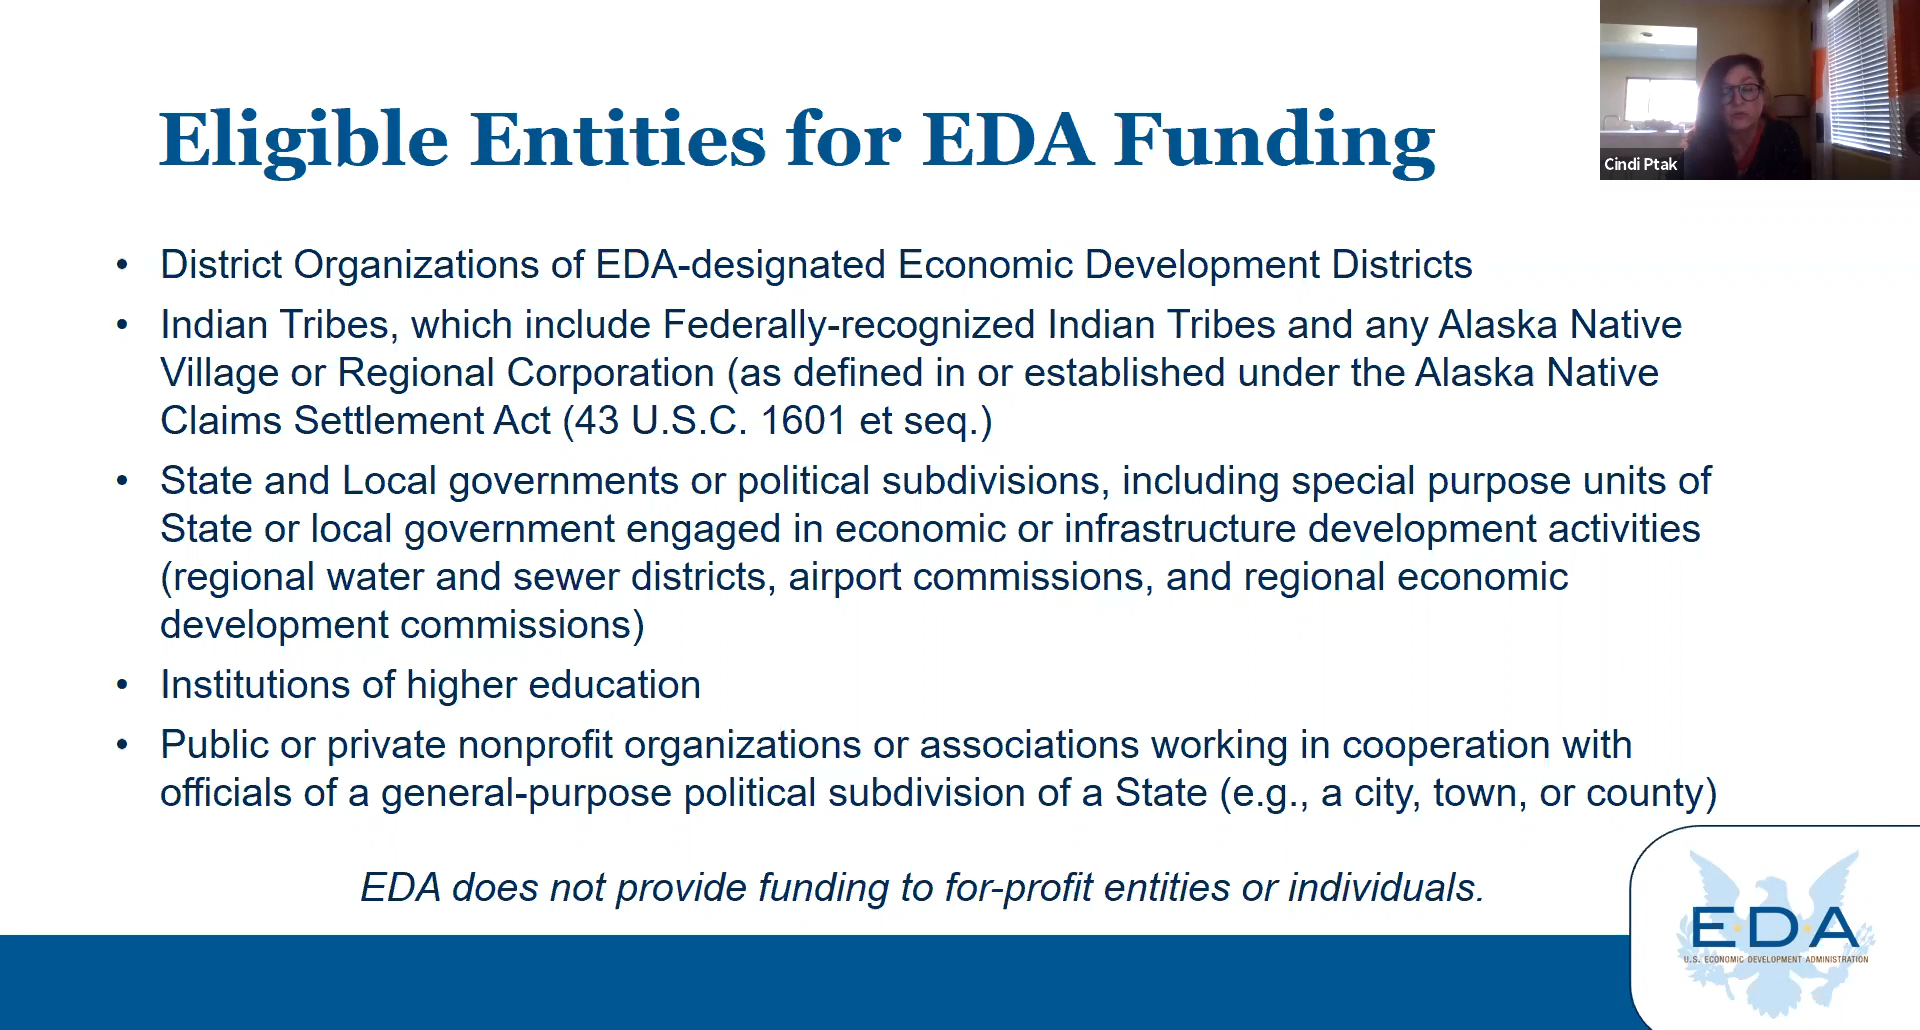 Eligible Entities for EDA Funding
Cindi Ptak
• District Organizations of EDA-designated Economic Development Districts
• Indian Tribes, which include Federally-recognized Indian Tribes and any Alaska Native
Village or Regional Corporation (as defined in or established under the Alaska Native
Claims Settlement Act (43 U.S.C. 1601 et seq.)
• State and Local governments or political subdivisions, including special purpose units of
State or local government engaged in economic or infrastructure development activities
(regional water and sewer districts, airport commissions, and regional economic
development commissions)
• Institutions of higher education
• Public or private nonprofit organizations or associations working in cooperation with
officials of a general-purpose political subdivision of a State (e.g., a city, town, or county)
EDA does not provide funding to for-profit entities or individuals.
E·D·A
U.S. ECONOMIC DEVELOPMENT ADMINISTRATION